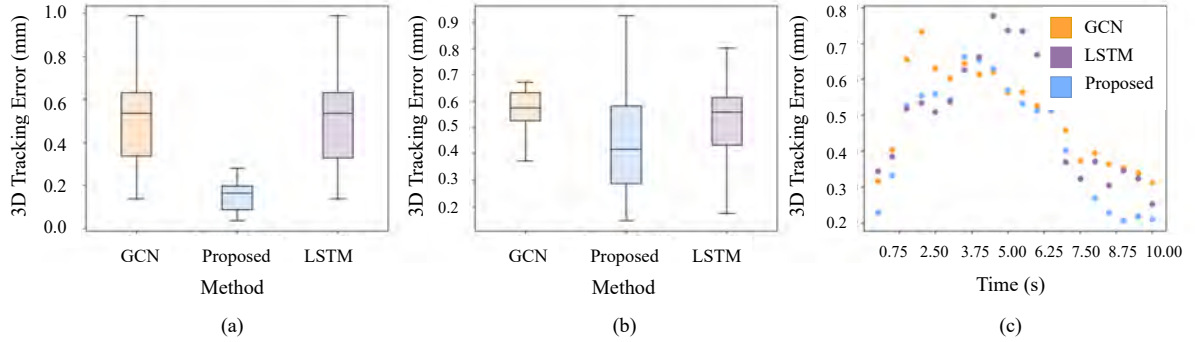 3D Tracking Error (mm)
1.0
0.8
0.6
0.4
0.2
0.0
GCN Proposed LSTM
Method
(a)
3D Tracking Error (mm)
0.9
0.8
0.7
0.6
0.5
0.4
0.3
0.2
GCN Proposed LSTM
Method
(b)
3D Tracking Error (mm)
0.8
0.7
0.6
0.5
0.4
0.3
0.2
GCN
LSTM
Proposed
0.75 2.50 3.75 5.00 6.25 7.50 8.75 10.00
Time (s)
(c)